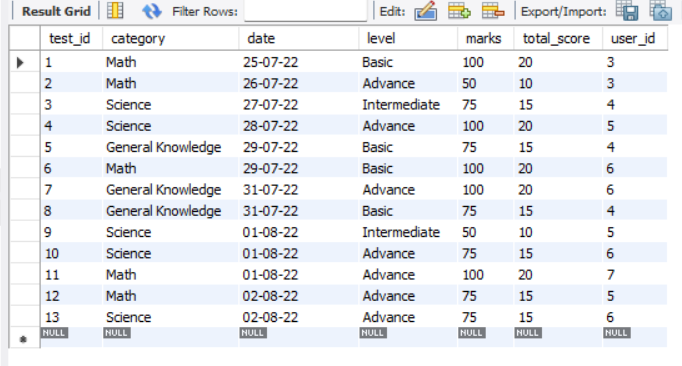 Result Grid Filter Rows: Edit: Export/Import:
test_id category date level marks total_score user_id
1 Math 25-07-22 Basic 100 20 3
2 Math 26-07-22 Advance 50 10 3
3 Science 27-07-22 Intermediate 75 15 4
4 Science 28-07-22 Advance 100 20 5
5 General Knowledge 29-07-22 Basic 75 15 4
6 Math 29-07-22 Basic 100 20 6
7 General Knowledge 31-07-22 Advance 100 20 6
8 General Knowledge 31-07-22 Basic 75 15 4
9 Science 01-08-22 Intermediate 50 10 5
10 Science 01-08-22 Advance 75 15 6
11 Math 01-08-22 Advance 100 20 7
12 Math 02-08-22 Advance 75 15 5
13 Science 02-08-22 Advance 75 15 6
NULL NULL NULL NULL NULL NULL NULL